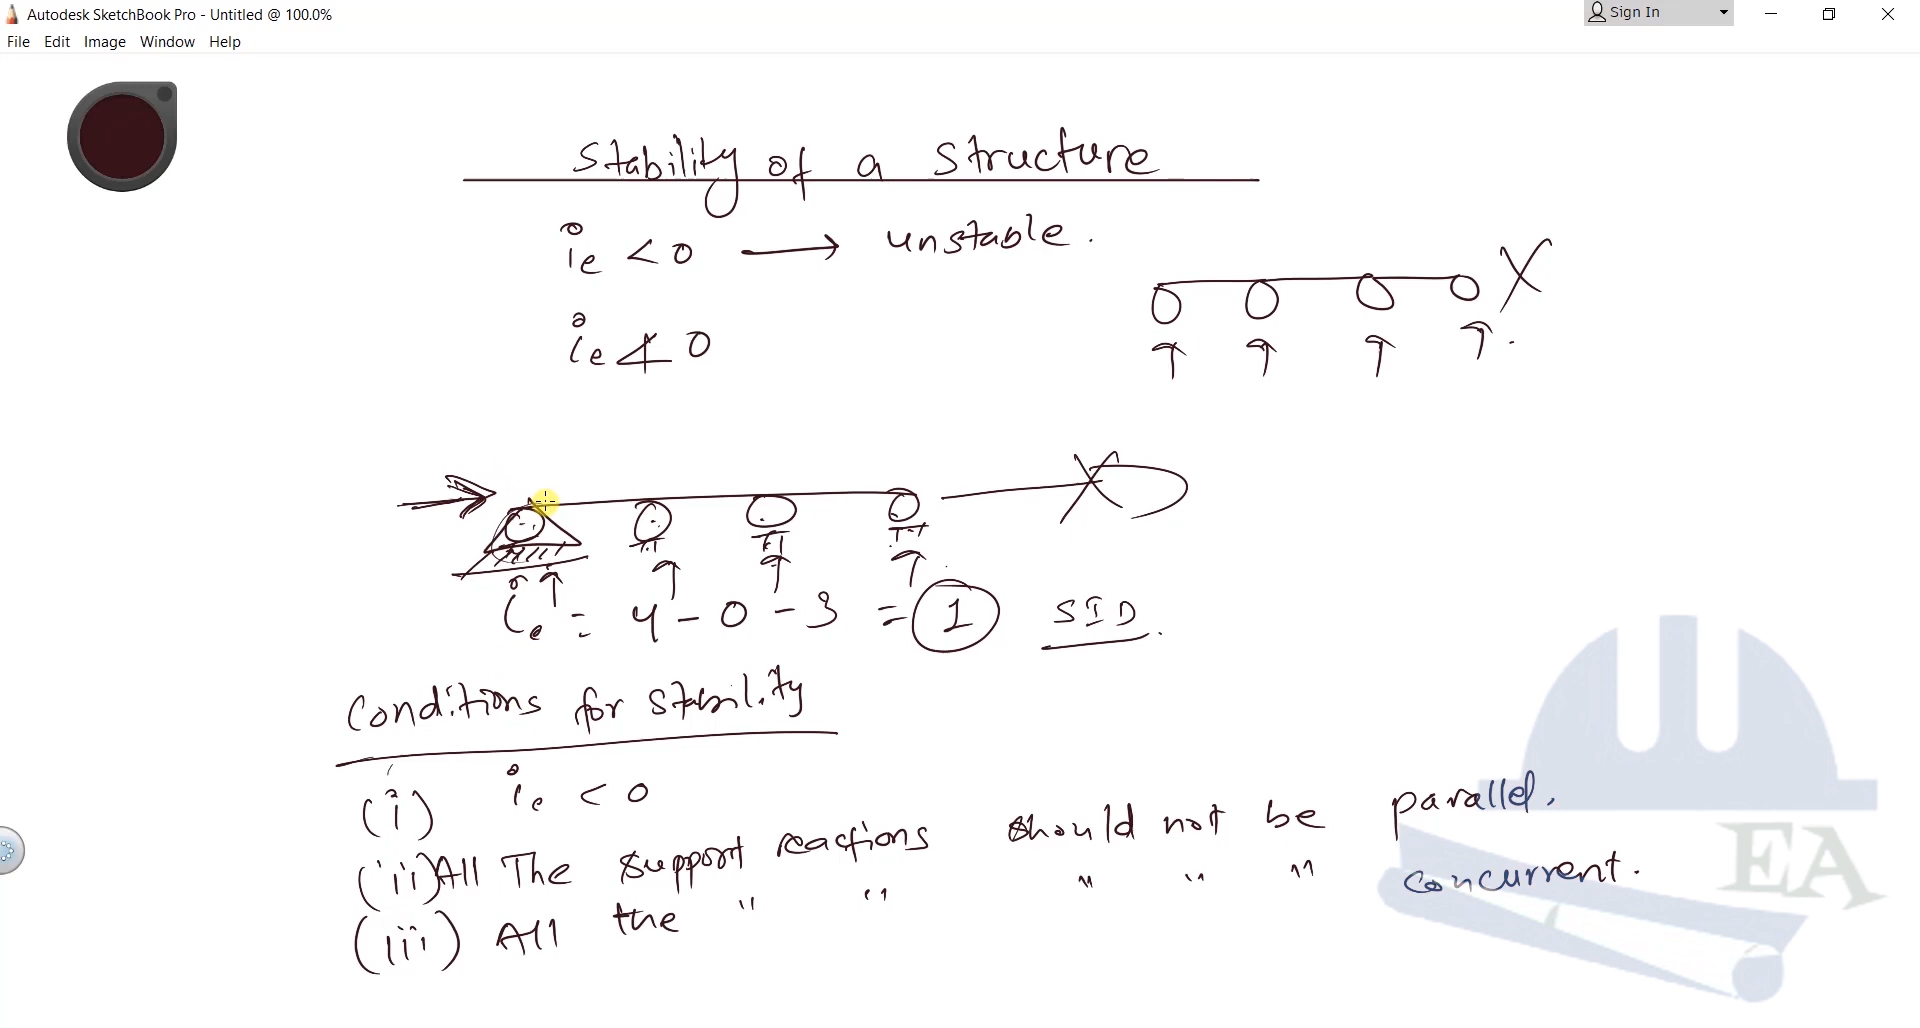 Autodesk SketchBook Pro - Untitled @ 100.0%
Sign In
File Edit Image Window Help
Stability of a structure
ie < 0 → unstable.
ie ≮ 0
ie = 4 - 0 - 3 = 1 SID.
Conditions for stability
(i) ie < 0
(ii) All The support reactions should not be parallel.
(iii) All the " " " " " concurrent.
EA